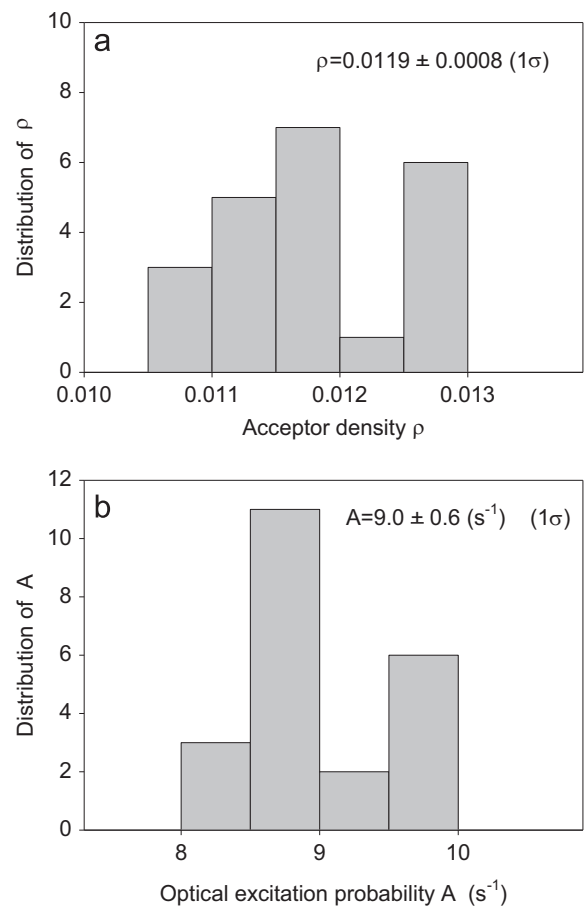 a
ρ=0.0119 ± 0.0008 (1σ)
10
8
6
4
2
0
Distribution of ρ
0.010 0.011 0.012 0.013
Acceptor density ρ
b
A=9.0 ± 0.6 (s⁻¹) (1σ)
12
10
8
6
4
2
0
Distribution of A
8 9 10
Optical excitation probability A (s⁻¹)